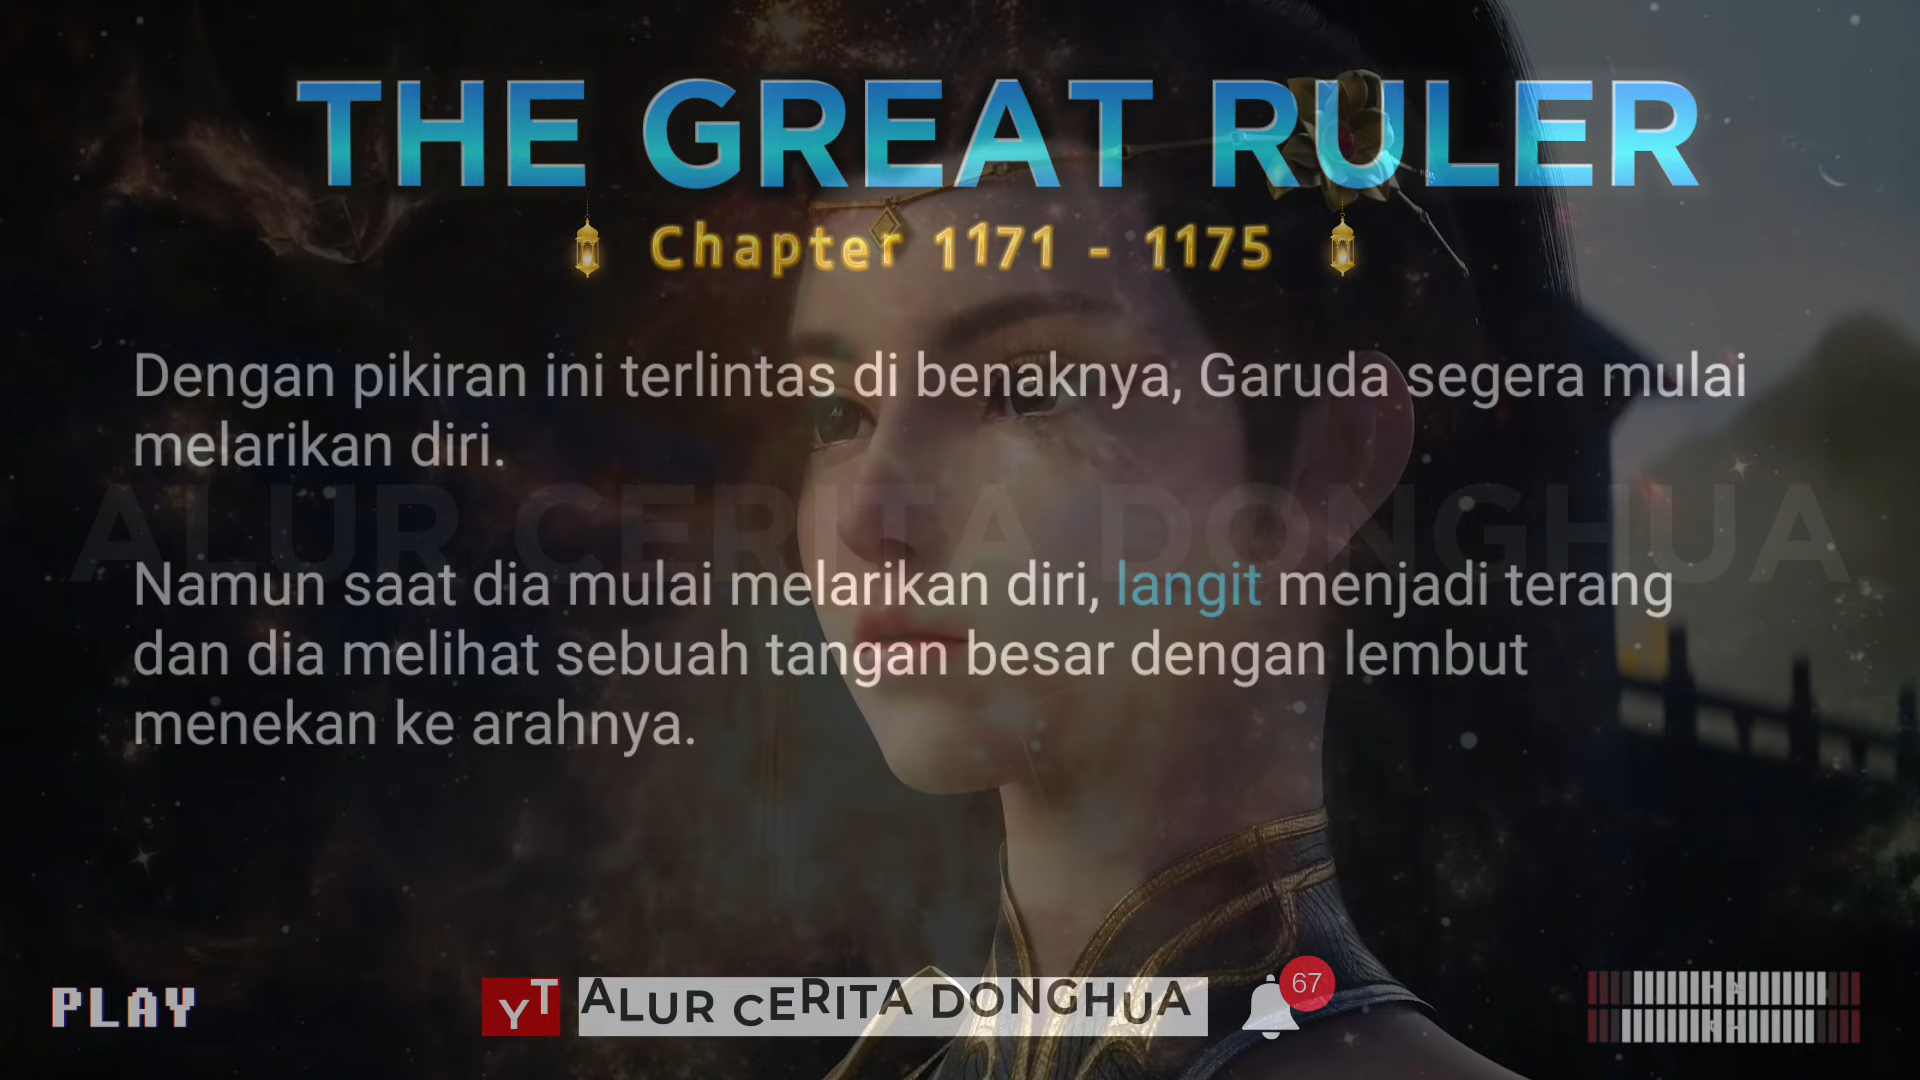 THE GREAT RULER
Chapter 1171 - 1175
Dengan pikiran ini terlintas di benaknya, Garuda segera mulai
melarikan diri.
ALUR CERITA DONGHUA
Namun saat dia mulai melarikan diri, langit menjadi terang
dan dia melihat sebuah tangan besar dengan lembut
menekan ke arahnya.
PLAY
YT ALUR CERITA DONGHUA
67